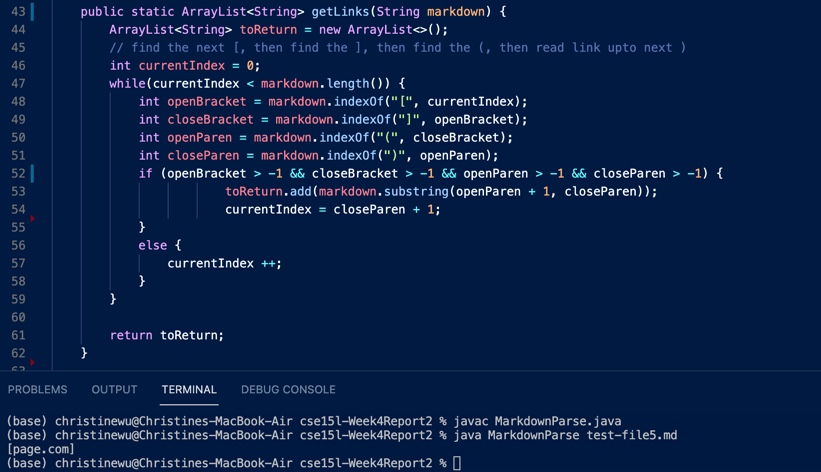 43 public static ArrayList<String> getLinks(String markdown) {
44 ArrayList<String> toReturn = new ArrayList<>();
45 // find the next [, then find the ], then find the (, then read link upto next )
46 int currentIndex = 0;
47 while(currentIndex < markdown.length()) {
48 int openBracket = markdown.indexOf("[", currentIndex);
49 int closeBracket = markdown.indexOf("]", openBracket);
50 int openParen = markdown.indexOf("(", closeBracket);
51 int closeParen = markdown.indexOf(")", openParen);
52 if (openBracket > -1 && closeBracket > -1 && openParen > -1 && closeParen > -1) {
53 toReturn.add(markdown.substring(openParen + 1, closeParen));
54 currentIndex = closeParen + 1;
55 }
56 else {
57 currentIndex ++;
58 }
59 }
60
61 return toReturn;
62 }
PROBLEMS OUTPUT TERMINAL DEBUG CONSOLE
(base) christinewu@Christines-MacBook-Air cse15l-Week4Report2 % javac MarkdownParse.java
(base) christinewu@Christines-MacBook-Air cse15l-Week4Report2 % java MarkdownParse test-file5.md
[page.com]
(base) christinewu@Christines-MacBook-Air cse15l-Week4Report2 %